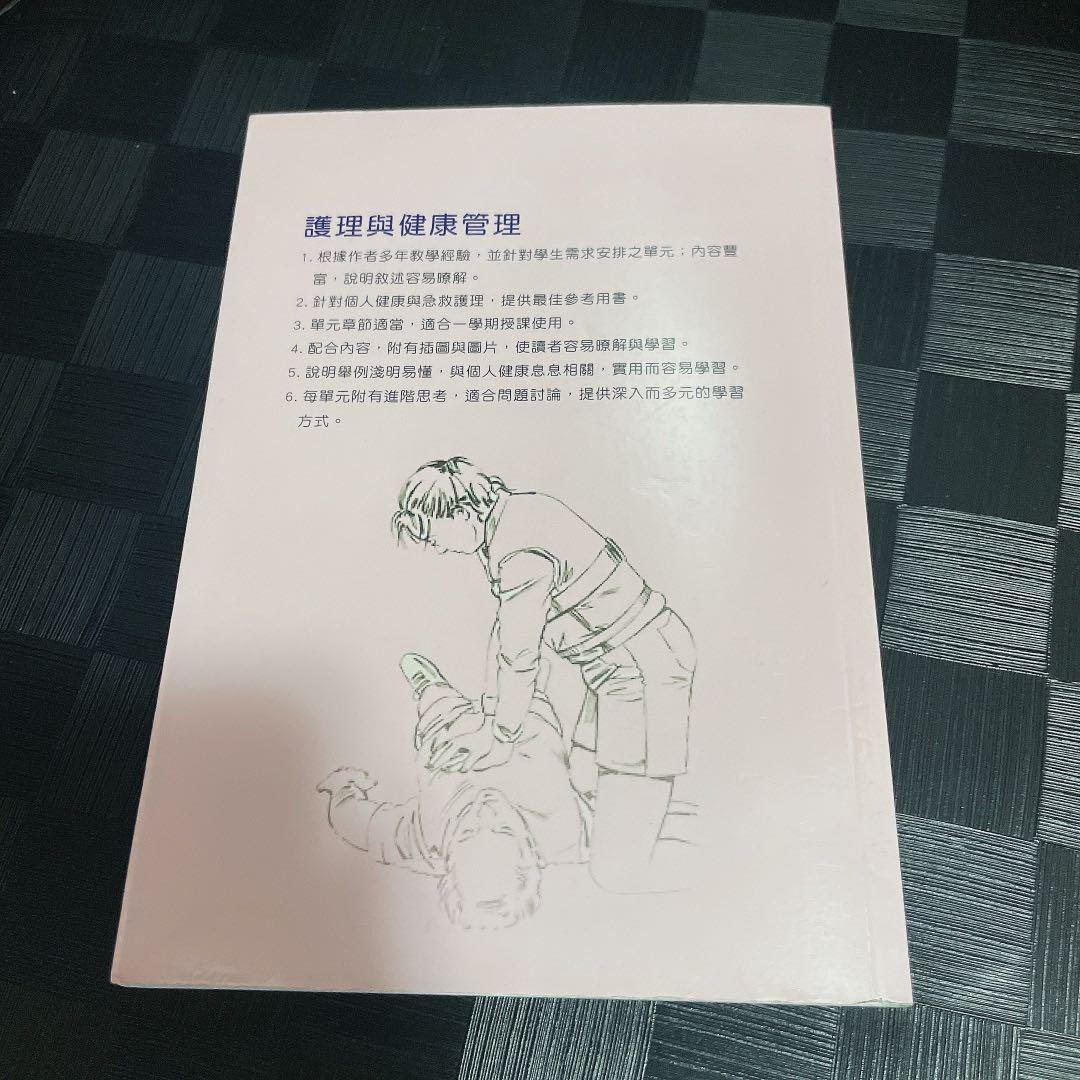 護理與健康管理
1. 根據作者多年教學經驗，並針對學生需求安排之單元；內容豐
富，說明敘述容易瞭解。
2. 針對個人健康與急救護理，提供最佳參考用書。
3. 單元章節適當，適合一學期授課使用。
4. 配合內容，附有插圖與圖片，使讀者容易瞭解與學習。
5. 說明舉例淺明易懂，與個人健康息息相關，實用而容易學習。
6. 每單元附有進階思考，適合問題討論，提供深入而多元的學習
方式。